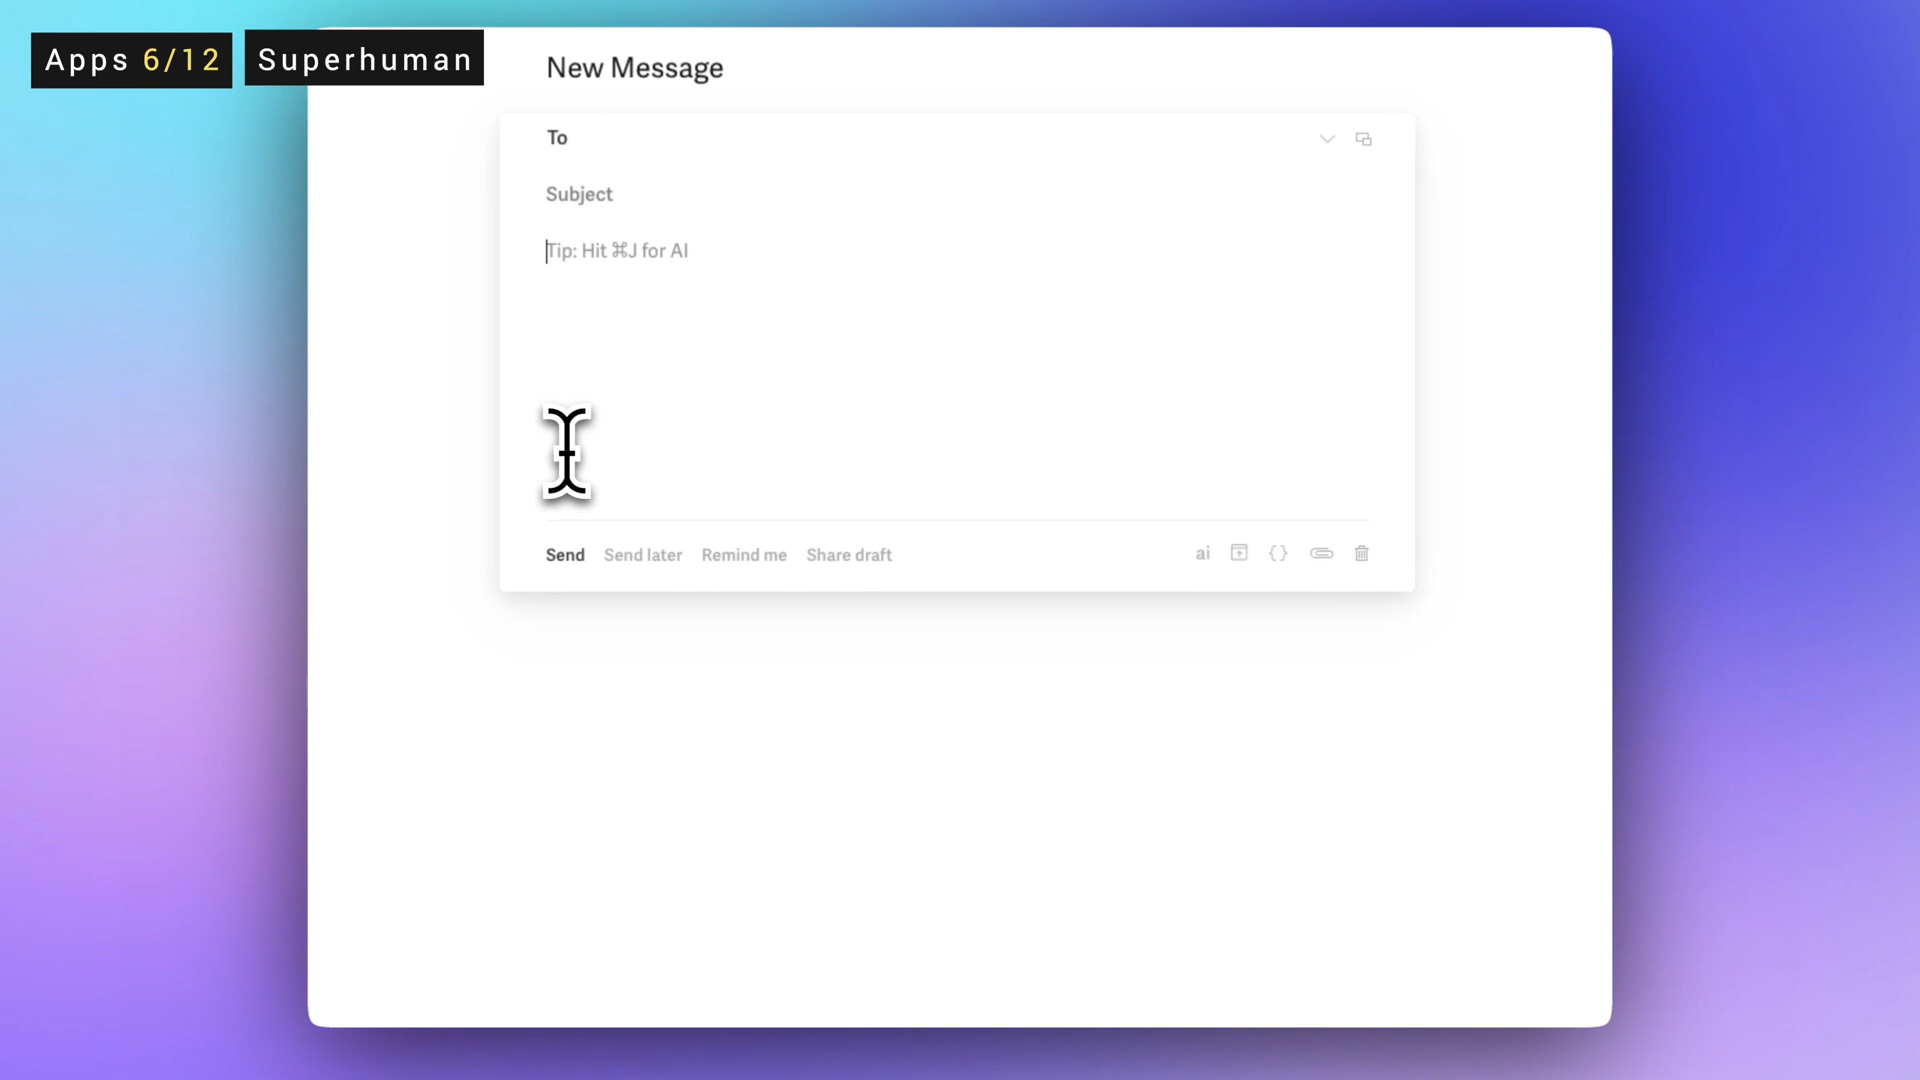 Apps 6/12 Superhuman
New Message
To
Subject
Tip: Hit ⌘J for AI
Send Send later Remind me Share draft ai {}